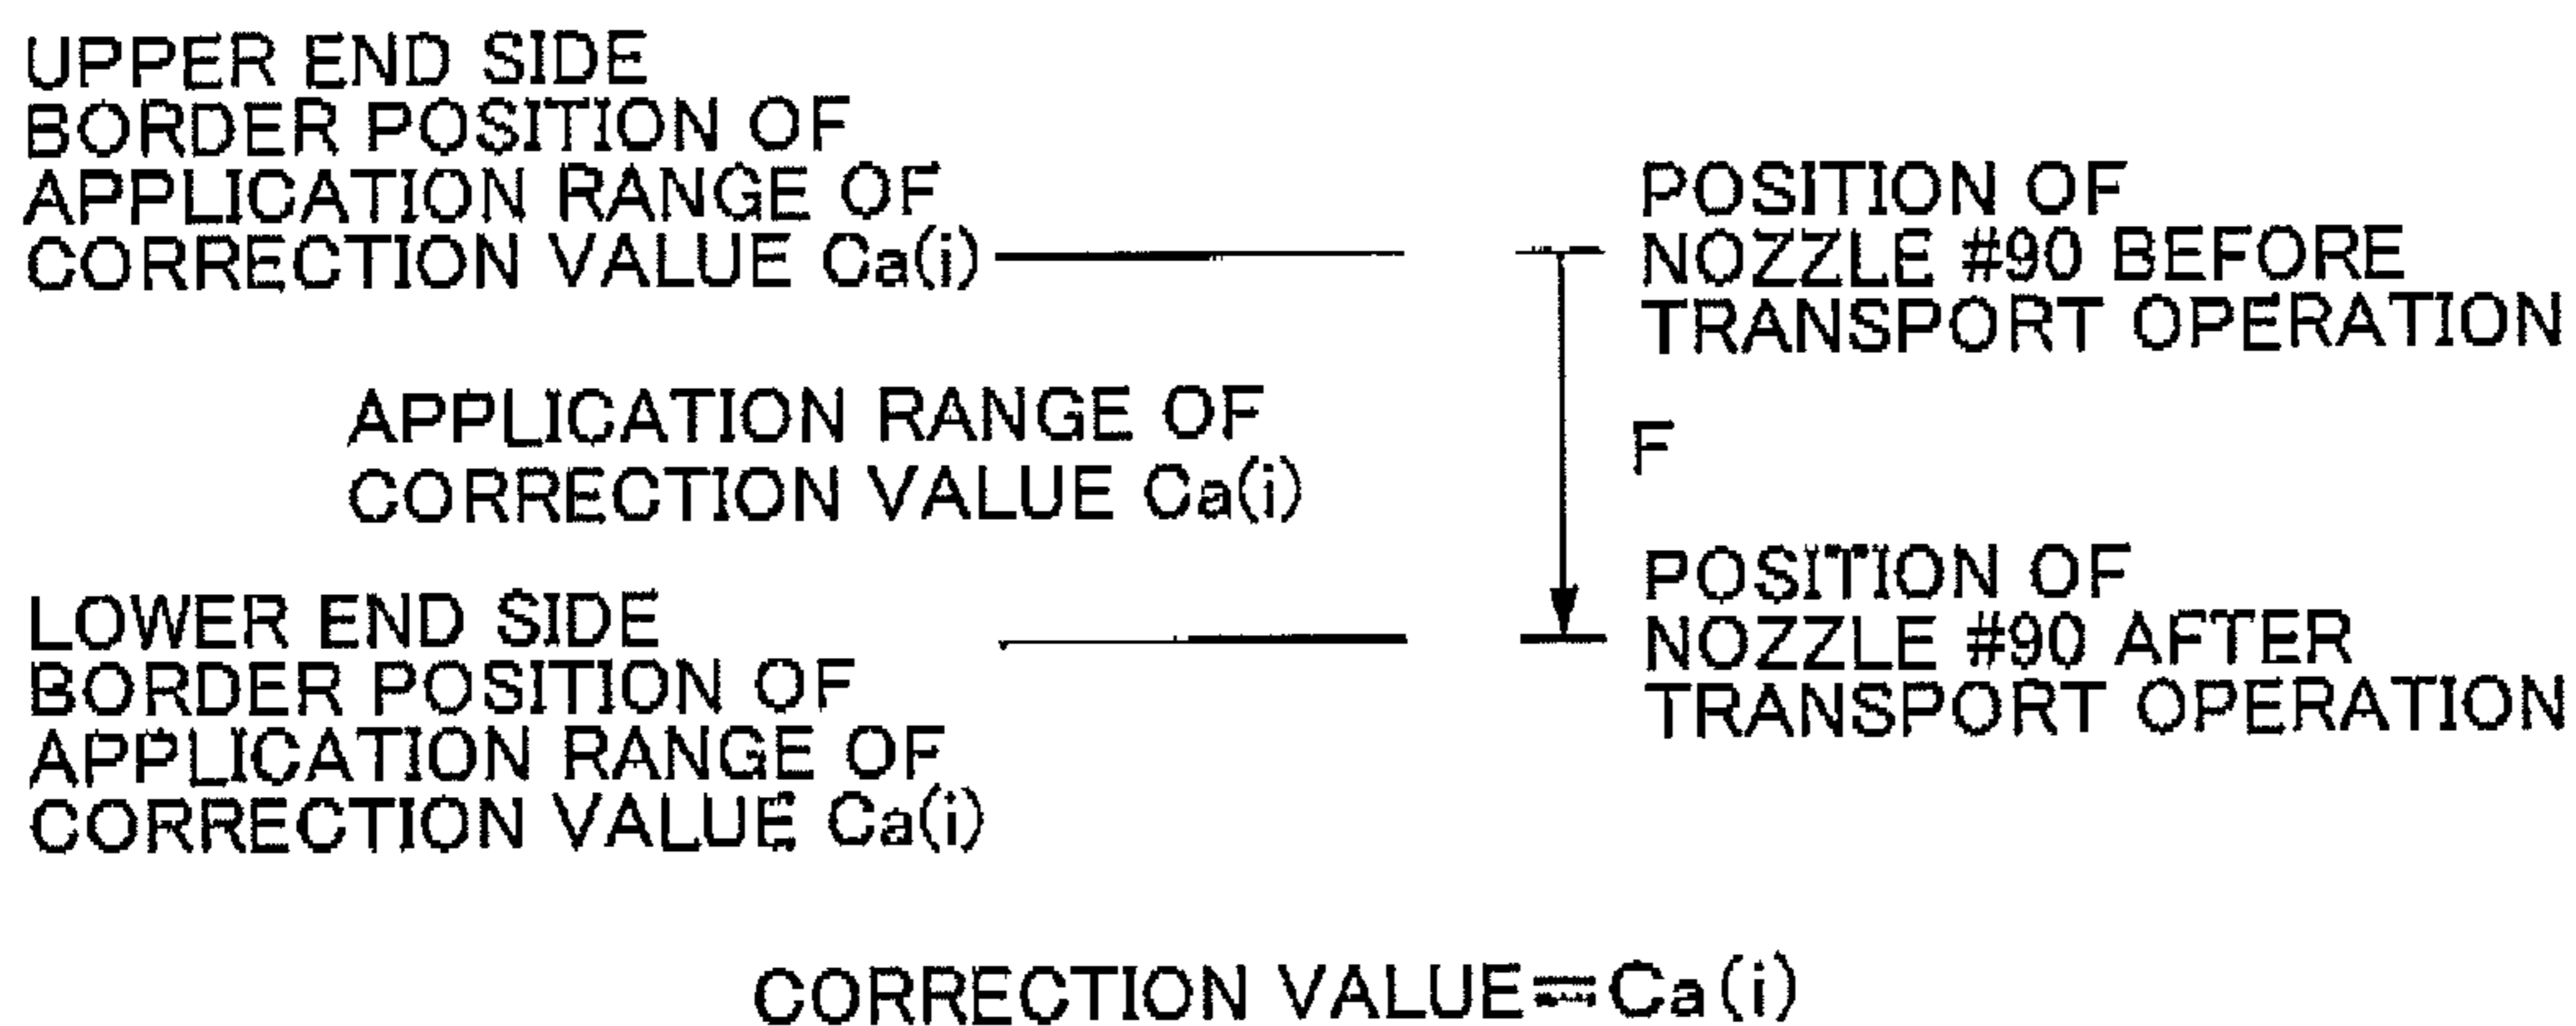 UPPER END SIDE
BORDER POSITION OF
APPLICATION RANGE OF
CORRECTION VALUE Ca(i)
POSITION OF
NOZZLE #90 BEFORE
TRANSPORT OPERATION
APPLICATION RANGE OF
CORRECTION VALUE Ca(i)
F
LOWER END SIDE
BORDER POSITION OF
APPLICATION RANGE OF
CORRECTION VALUE Ca(i)
POSITION OF
NOZZLE #90 AFTER
TRANSPORT OPERATION
CORRECTION VALUE=Ca(i)